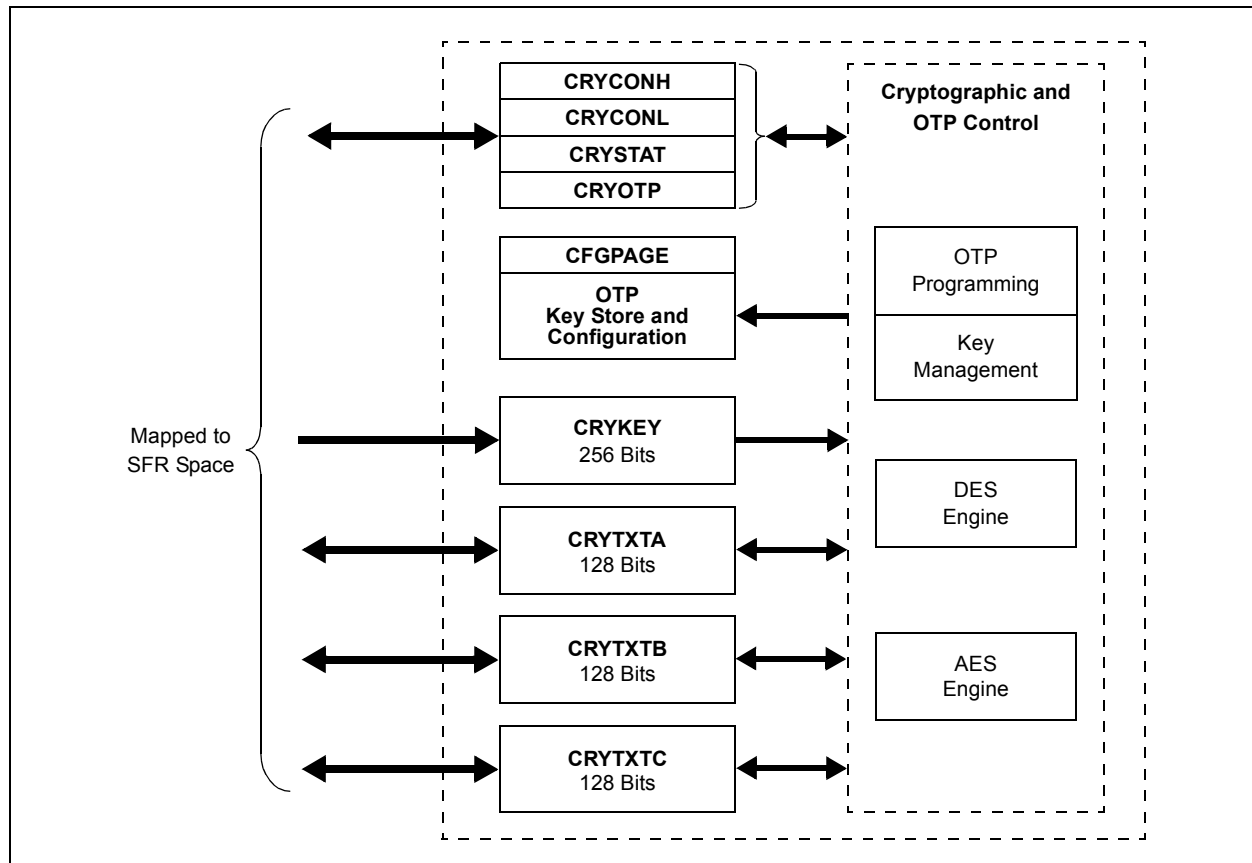 CRYCONH
CRYCONL
CRYSTAT
CRYOTP
Cryptographic and
OTP Control
CFGPAGE
OTP
Key Store and
Configuration
OTP
Programming
Key
Management
Mapped to
SFR Space
CRYKEY
256 Bits
DES
Engine
CRYTXTA
128 Bits
CRYTXTB
128 Bits
AES
Engine
CRYTXTC
128 Bits